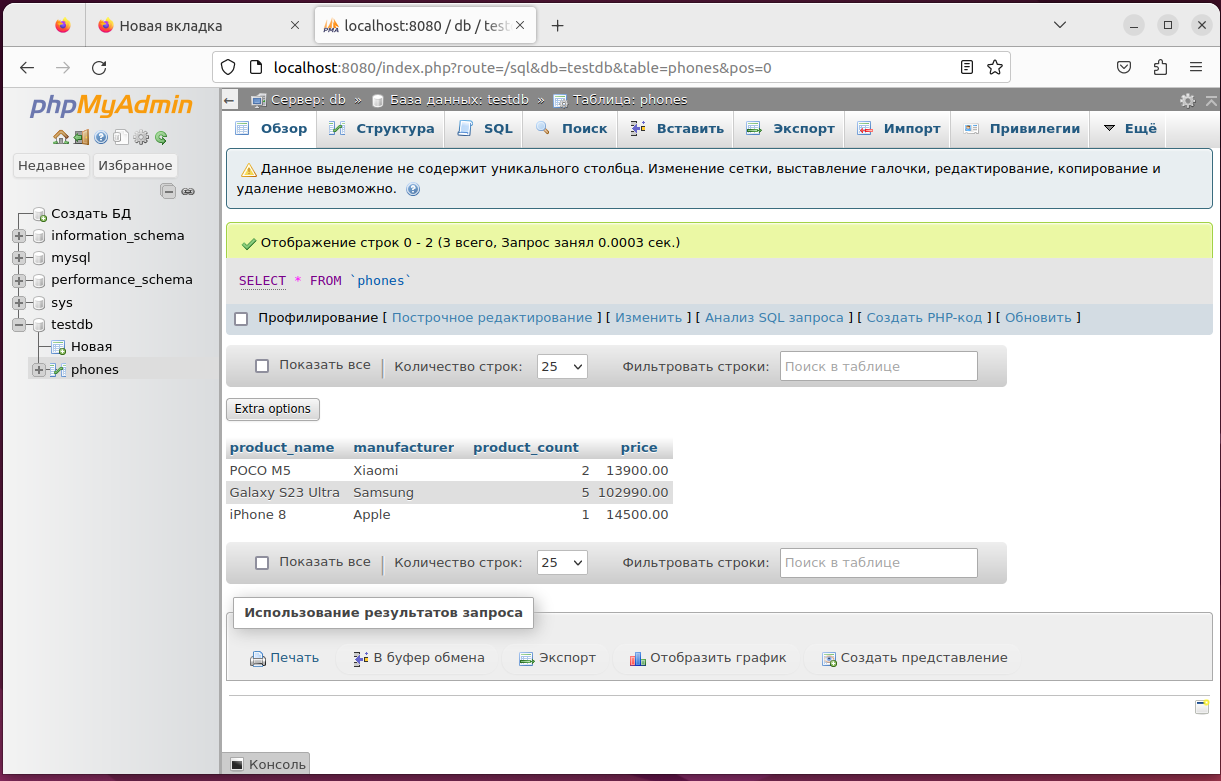 Новая вкладка
localhost:8080 / db / test
localhost:8080/index.php?route=/sql&db=testdb&table=phones&pos=0
phpMyAdmin
Недавнее Избранное
Создать БД
information_schema
mysql
performance_schema
sys
testdb
Новая
phones
Сервер: db » База данных: testdb » Таблица: phones
Обзор Структура SQL Поиск Вставить Экспорт Импорт Привилегии Ещё
Данное выделение не содержит уникального столбца. Изменение сетки, выставление галочки, редактирование, копирование и
удаление невозможно.
Отображение строк 0 - 2 (3 всего, Запрос занял 0.0003 сек.)
SELECT * FROM `phones`
Профилирование [ Построчное редактирование ] [ Изменить ] [ Анализ SQL запроса ] [ Создать PHP-код ] [ Обновить ]
Показать все Количество строк: 25 Фильтровать строки: Поиск в таблице
Extra options
product_name manufacturer product_count price
POCO M5 Xiaomi 2 13900.00
Galaxy S23 Ultra Samsung 5 102990.00
iPhone 8 Apple 1 14500.00
Показать все Количество строк: 25 Фильтровать строки: Поиск в таблице
Использование результатов запроса
Печать В буфер обмена Экспорт Отобразить график Создать представление
Консоль